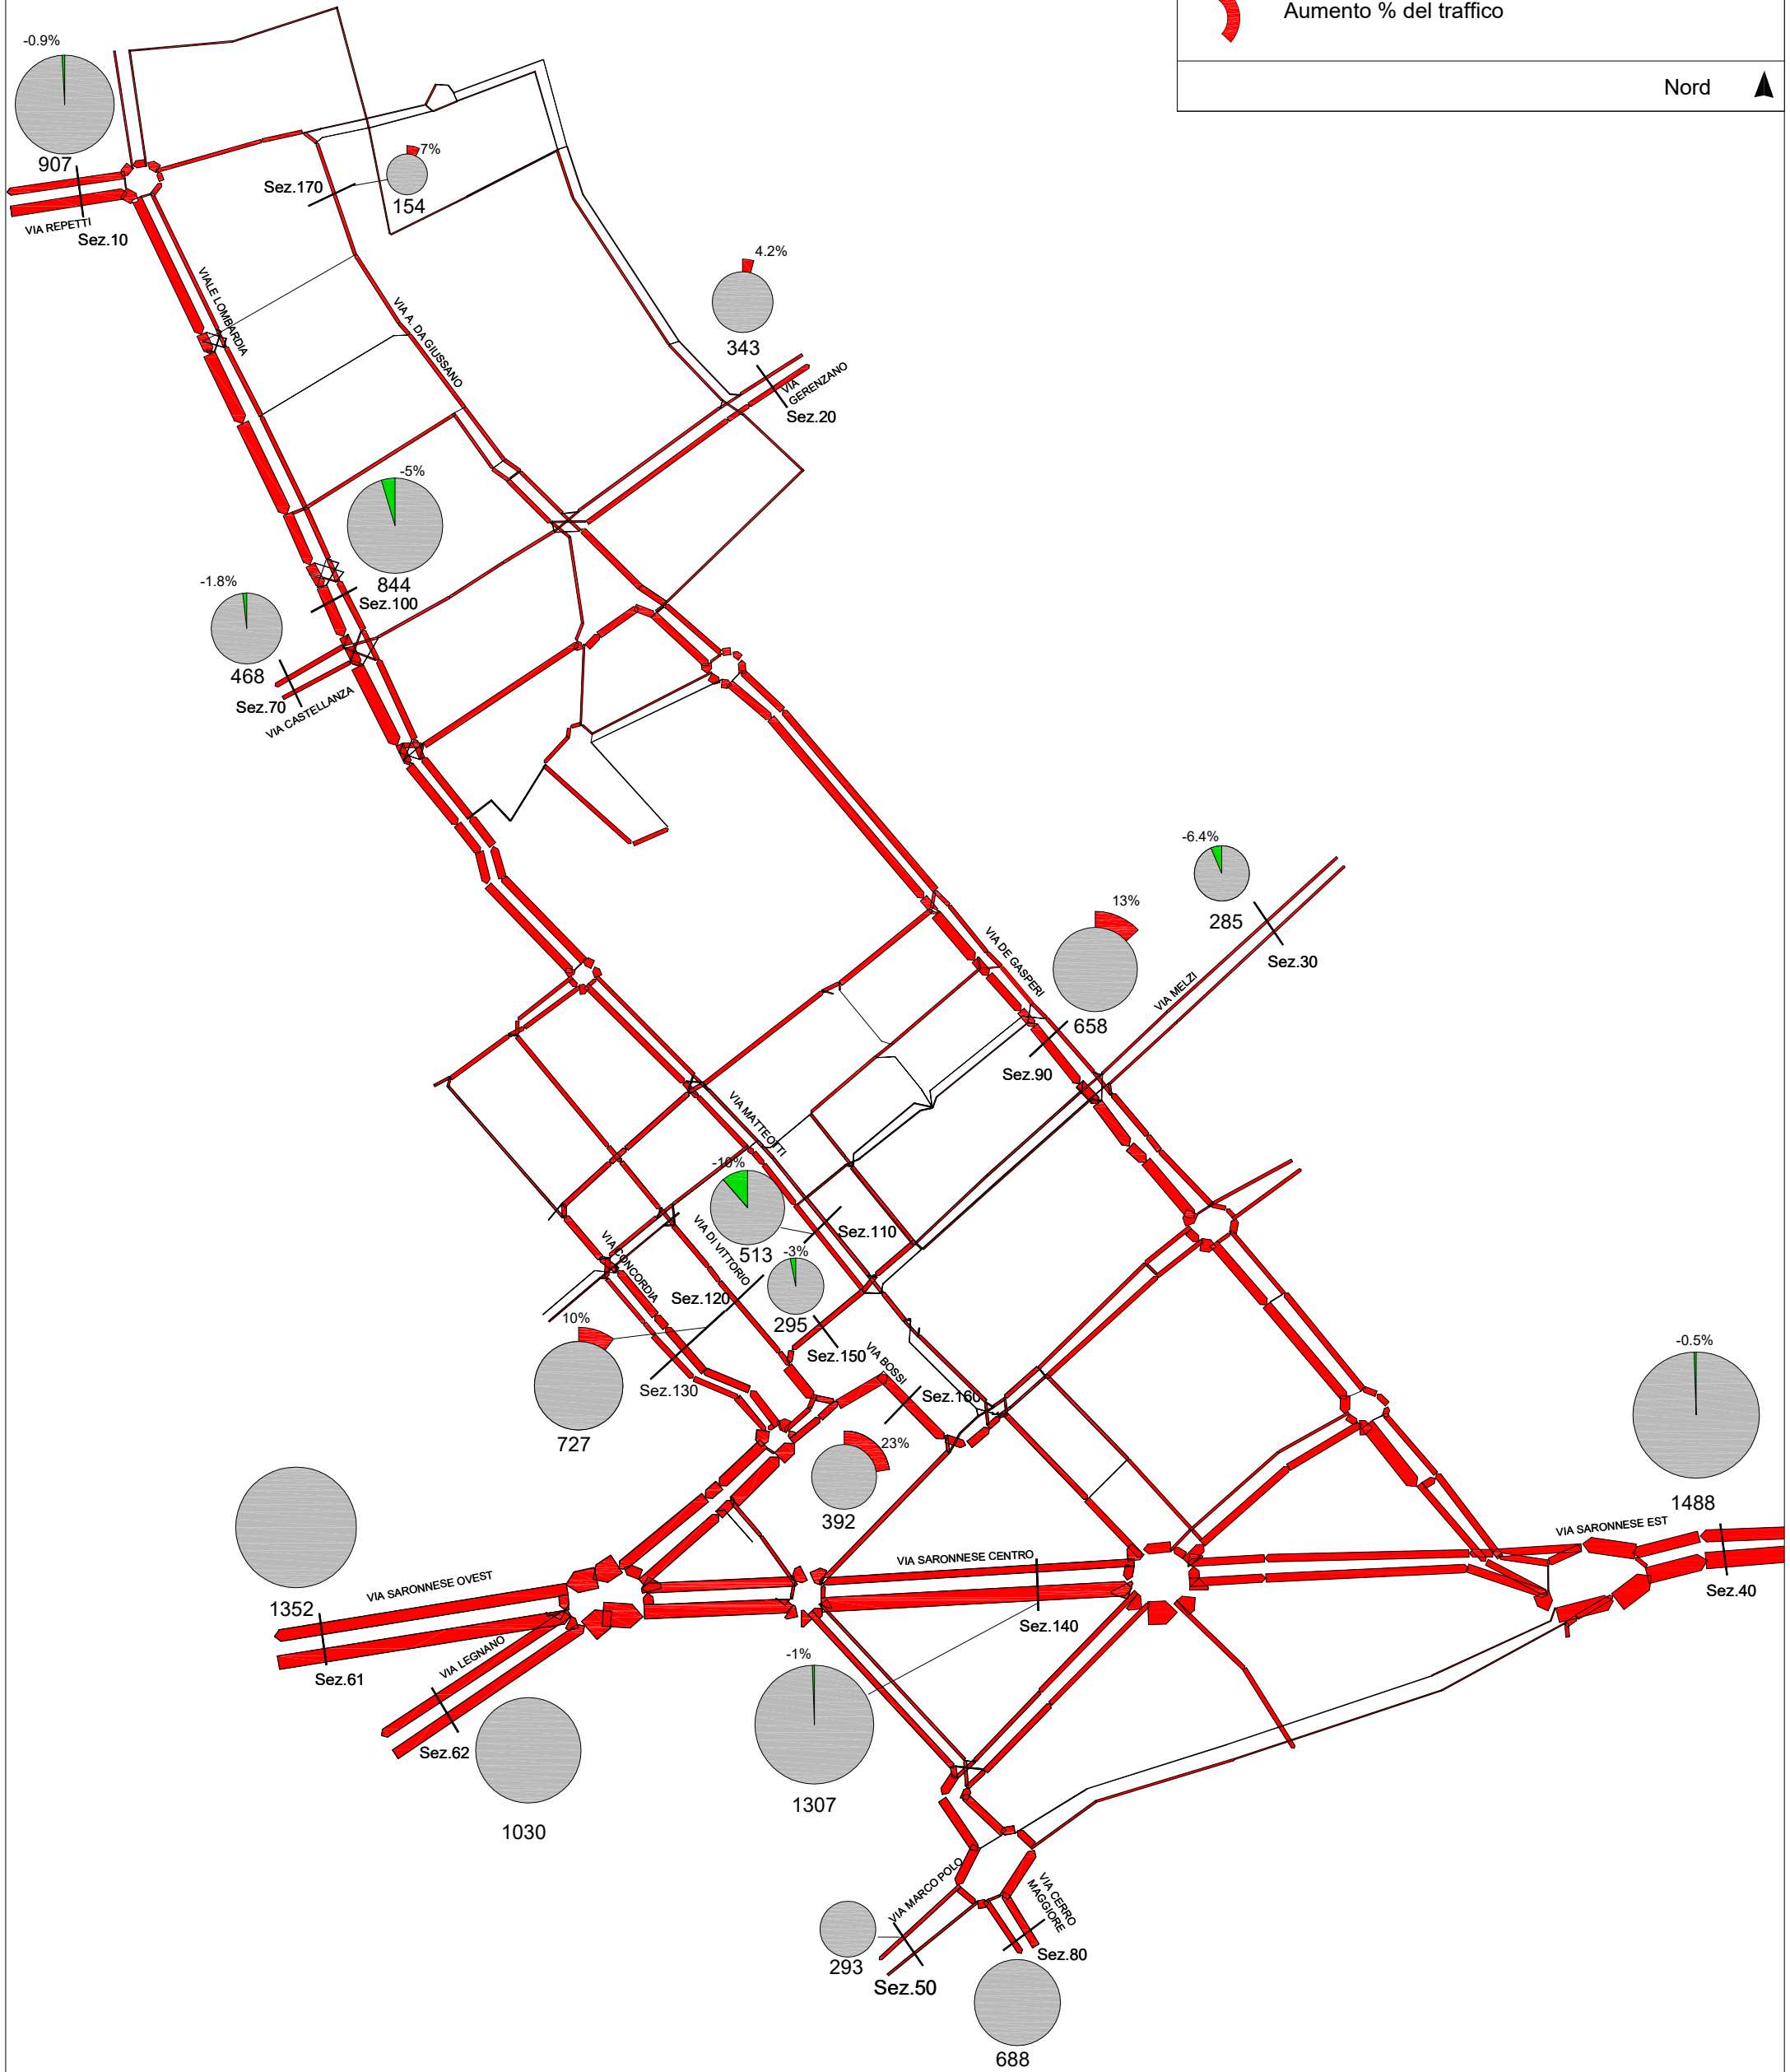 Aumento % del traffico
Nord
-0.9%
907
VIA REPETTI
Sez.10
Sez.170
7%
154
4.2%
343
VIALE LOMBARDIA
VIA A. DA GIUSSANO
VIA
GERENZANO
Sez.20
-5%
844
Sez.100
-1.8%
468
Sez.70
VIA CASTELLANZA
-6.4%
285
Sez.30
13%
658
VIA DE GASPERI
VIA MELZI
Sez.90
VIA MATTEOTTI
-10%
513
Sez.110
VIA DI VITTORIO
VIA CONCORDIA
-3%
295
Sez.120
Sez.150
10%
727
Sez.130
VIA BOSSI
Sez.160
23%
392
-0.5%
1488
VIA SARONNESE EST
Sez.40
1352
VIA SARONNESE OVEST
Sez.61
VIA SARONNESE CENTRO
Sez.140
VIA LEGNANO
Sez.62
1030
-1%
1307
VIA MARCO POLO
VIA CERRO
MAGGIORE
293
Sez.50
Sez.80
688